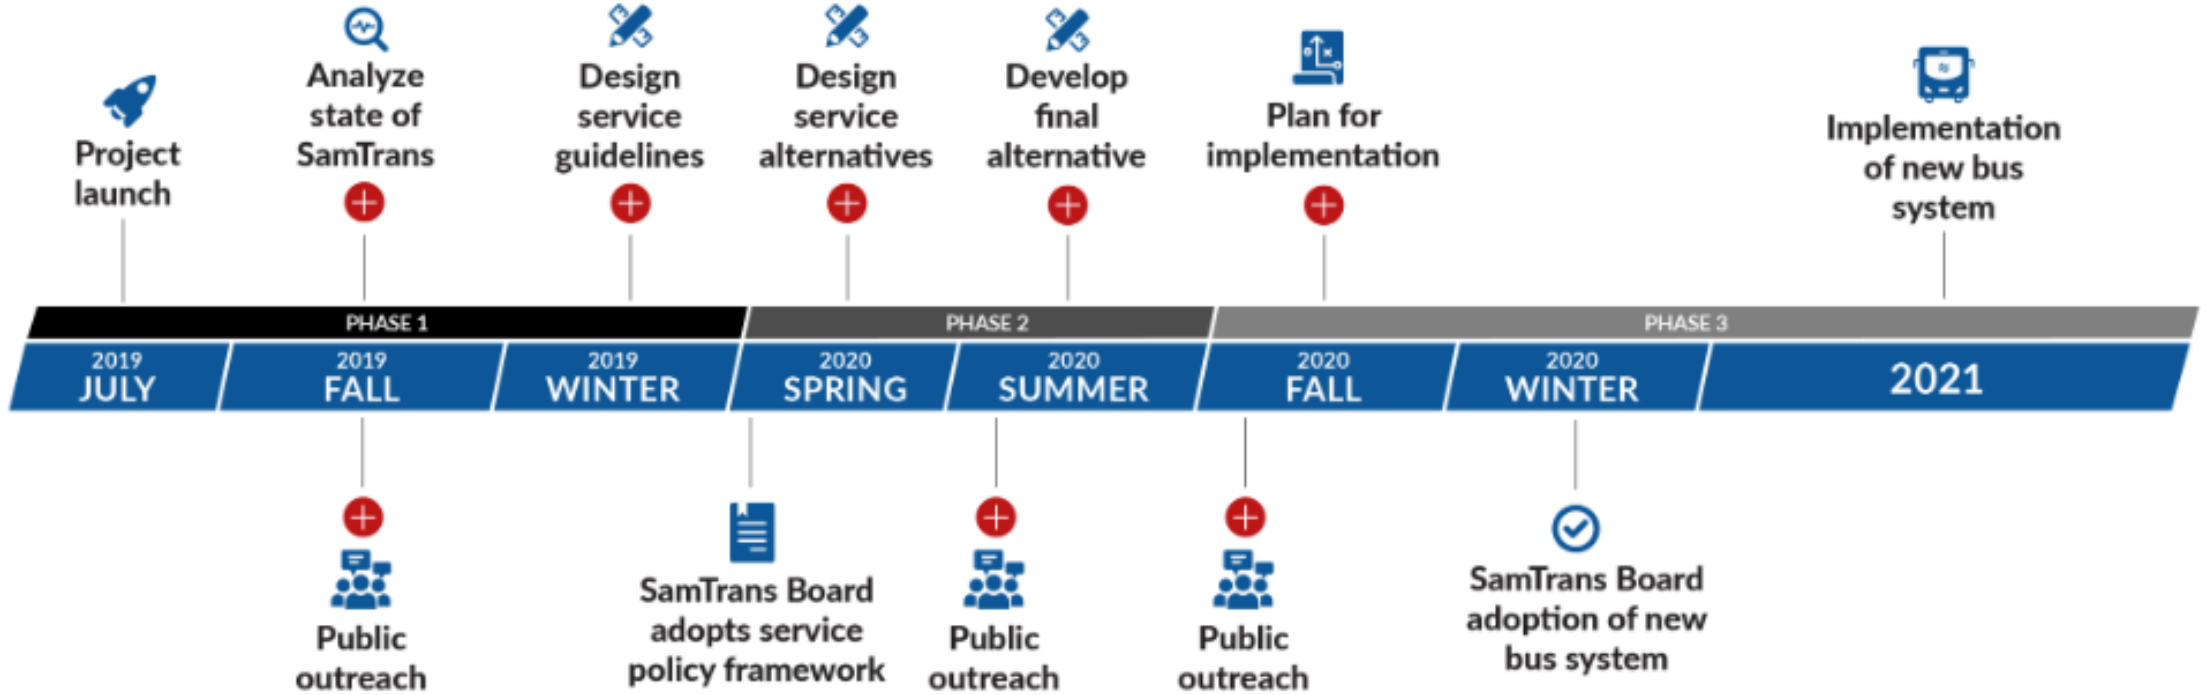 Project
launch
Analyze
state of
SamTrans
Design
service
guidelines
Design
service
alternatives
Develop
final
alternative
Plan for
implementation
Implementation
of new bus
system
PHASE 1
PHASE 2
PHASE 3
2019
JULY
2019
FALL
2019
WINTER
2020
SPRING
2020
SUMMER
2020
FALL
2020
WINTER
2021
Public
outreach
SamTrans Board
adopts service
policy framework
Public
outreach
Public
outreach
SamTrans Board
adoption of new
bus system